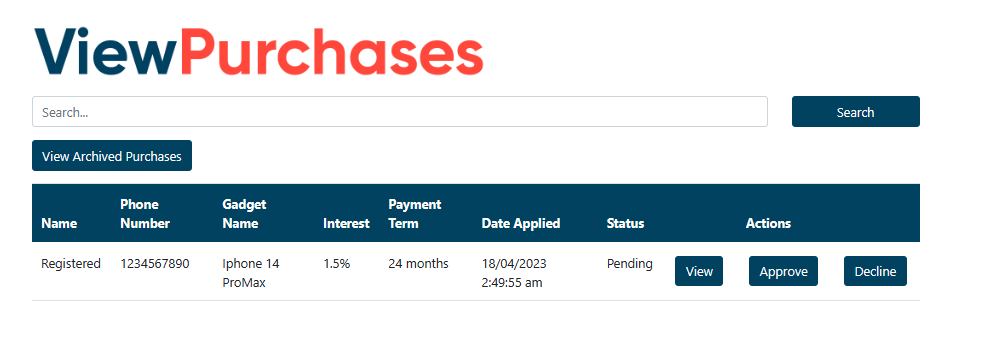 ViewPurchases
Search...
Search
View Archived Purchases
Name Phone Number Gadget Name Interest Payment Term Date Applied Status Actions
Registered 1234567890 Iphone 14 ProMax 1.5% 24 months 18/04/2023 2:49:55 am Pending View Approve Decline